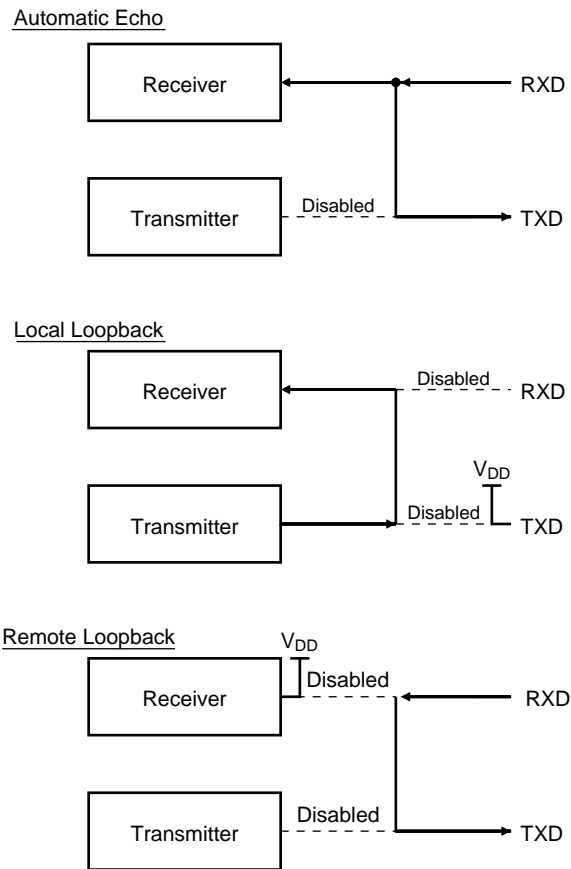 Automatic Echo
Receiver
RXD
Transmitter
Disabled
TXD
Local Loopback
Receiver
Disabled
RXD
VDD
Transmitter
Disabled
TXD
Remote Loopback
VDD
Receiver
Disabled
RXD
Transmitter
Disabled
TXD